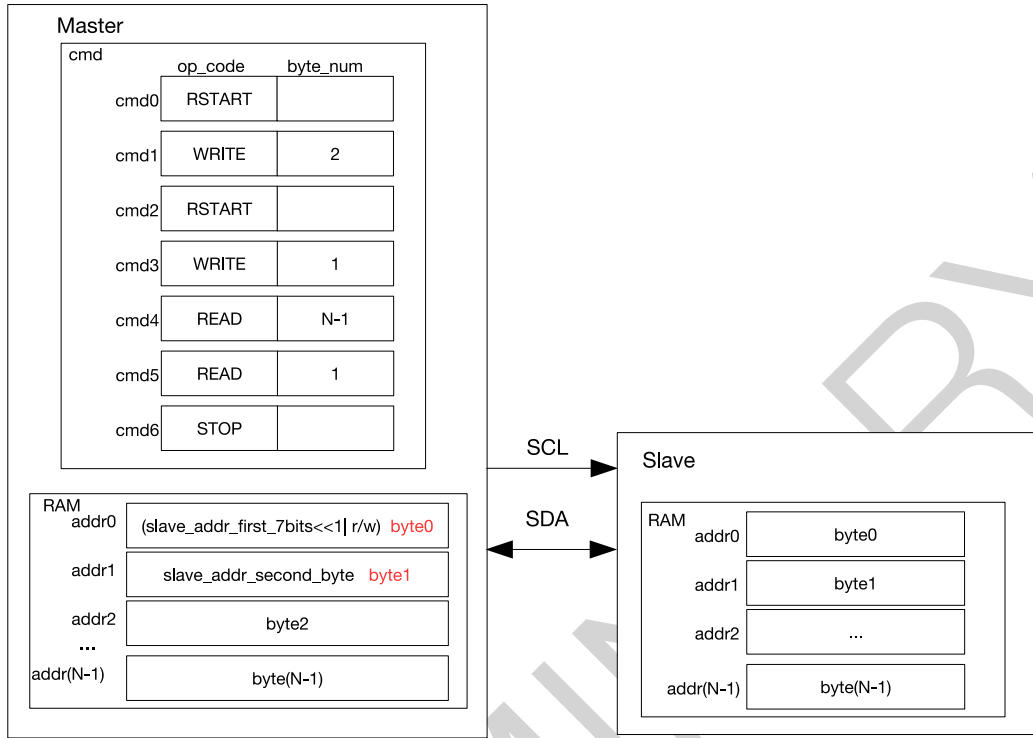 Master
cmd
op_code byte_num
cmd0 RSTART
cmd1 WRITE 2
cmd2 RSTART
cmd3 WRITE 1
cmd4 READ N-1
cmd5 READ 1
cmd6 STOP
RAM
addr0 (slave_addr_first_7bits<<1| r/w) byte0
addr1 slave_addr_second_byte byte1
addr2 byte2
...
addr(N-1) byte(N-1)
SCL
SDA
Slave
RAM
addr0 byte0
addr1 byte1
addr2 ...
addr(N-1) byte(N-1)